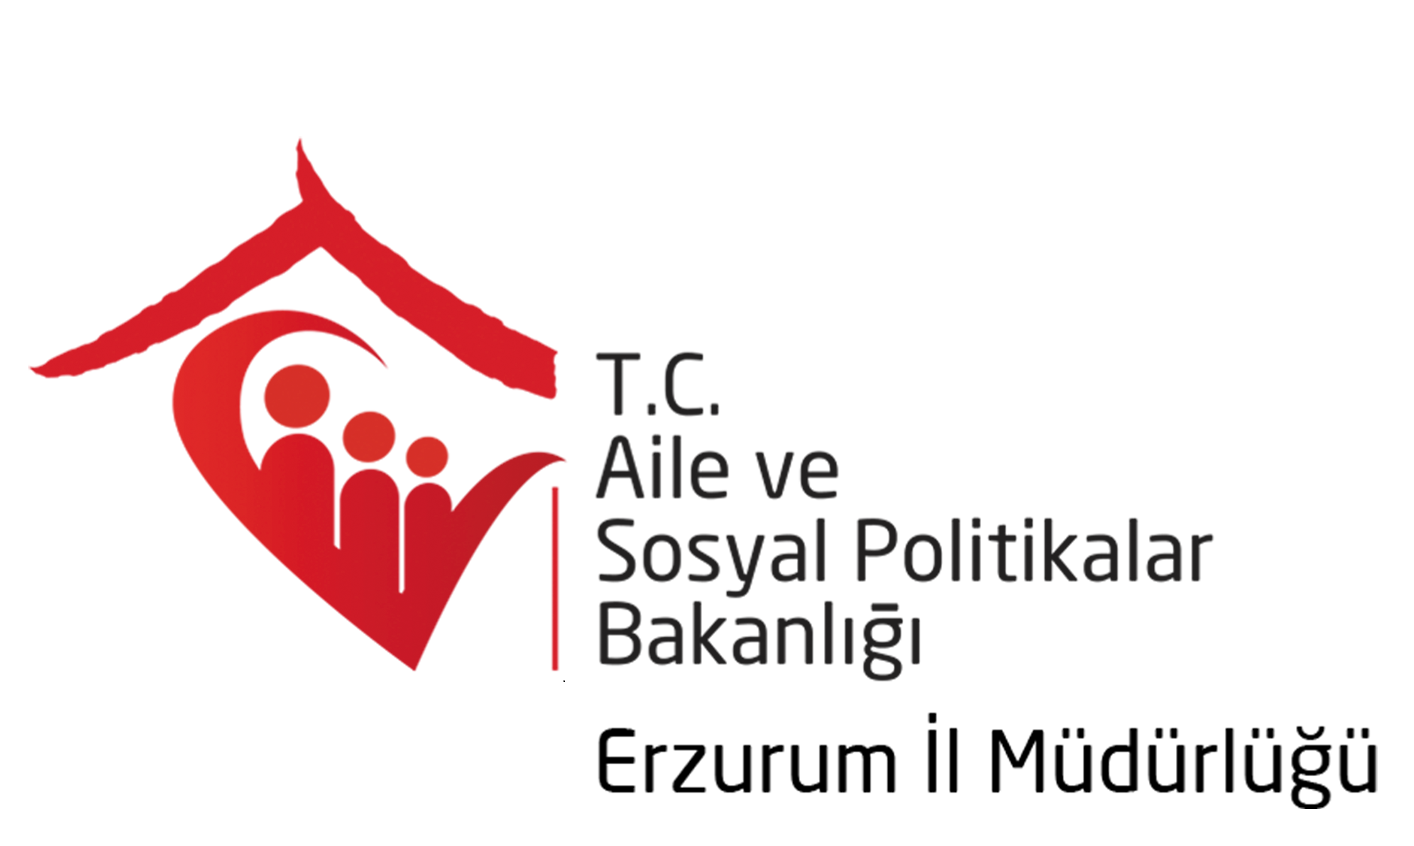 T.C.
Aile ve
Sosyal Politikalar
Bakanlığı
Erzurum İl Müdürlüğü